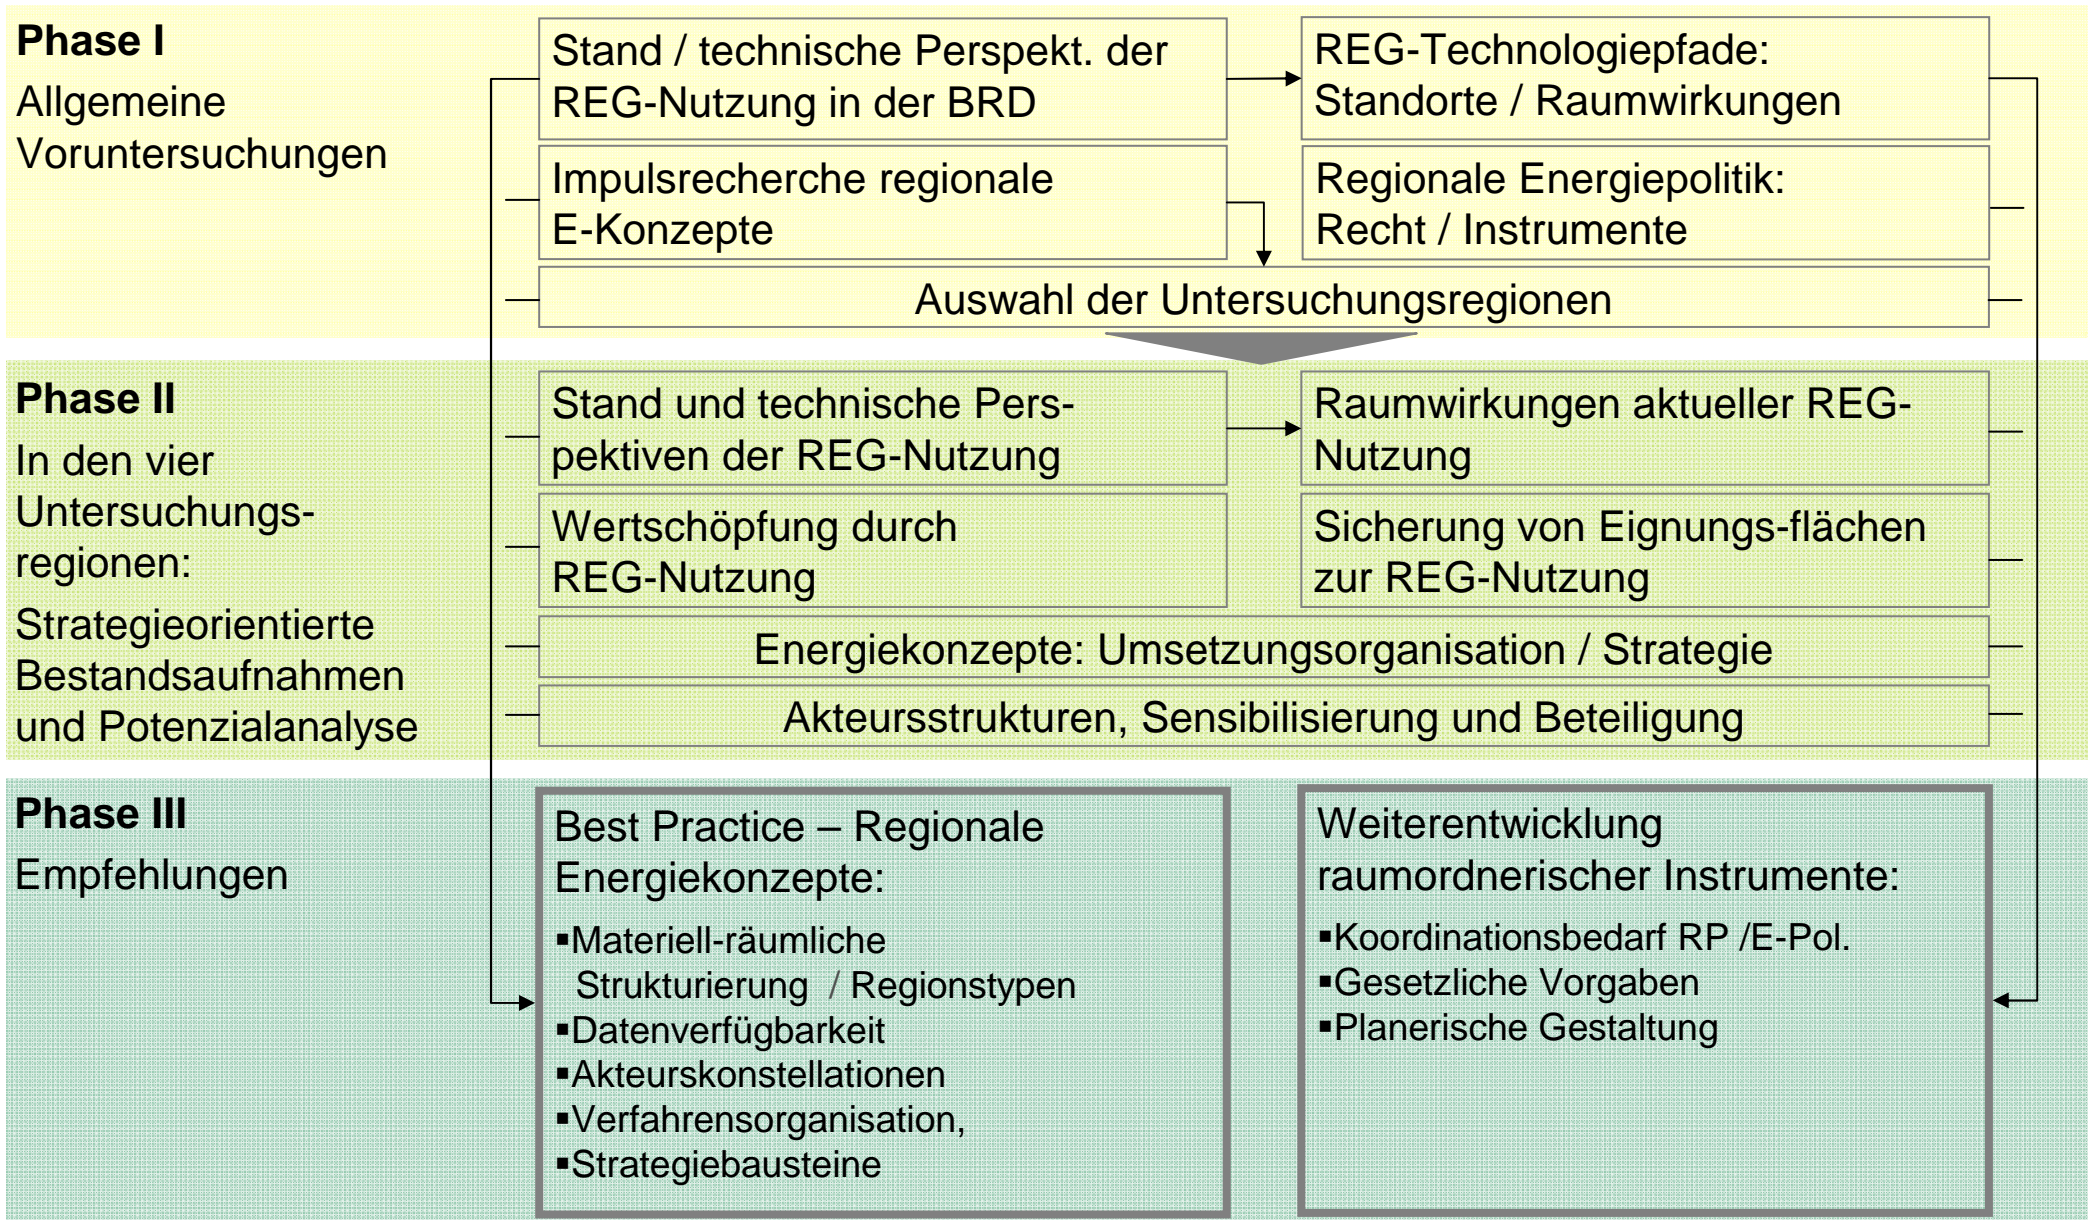 Phase I
Allgemeine
Voruntersuchungen
Stand / technische Perspekt. der
REG-Nutzung in der BRD
REG-Technologiepfade:
Standorte / Raumwirkungen
Impulsrecherche regionale
E-Konzepte
Regionale Energiepolitik:
Recht / Instrumente
Auswahl der Untersuchungsregionen
Phase II
In den vier
Untersuchungs-
regionen:
Strategieorientierte
Bestandsaufnahmen
und Potenzialanalyse
Stand und technische Pers-
pektiven der REG-Nutzung
Raumwirkungen aktueller REG-
Nutzung
Wertschöpfung durch
REG-Nutzung
Sicherung von Eignungs-flächen
zur REG-Nutzung
Energiekonzepte: Umsetzungsorganisation / Strategie
Akteursstrukturen, Sensibilisierung und Beteiligung
Phase III
Empfehlungen
Best Practice – Regionale
Energiekonzepte:
▪Materiell-räumliche
Strukturierung / Regionstypen
▪Datenverfügbarkeit
▪Akteurskonstellationen
▪Verfahrensorganisation,
▪Strategiebausteine
Weiterentwicklung
raumordnerischer Instrumente:
▪Koordinationsbedarf RP /E-Pol.
▪Gesetzliche Vorgaben
▪Planerische Gestaltung